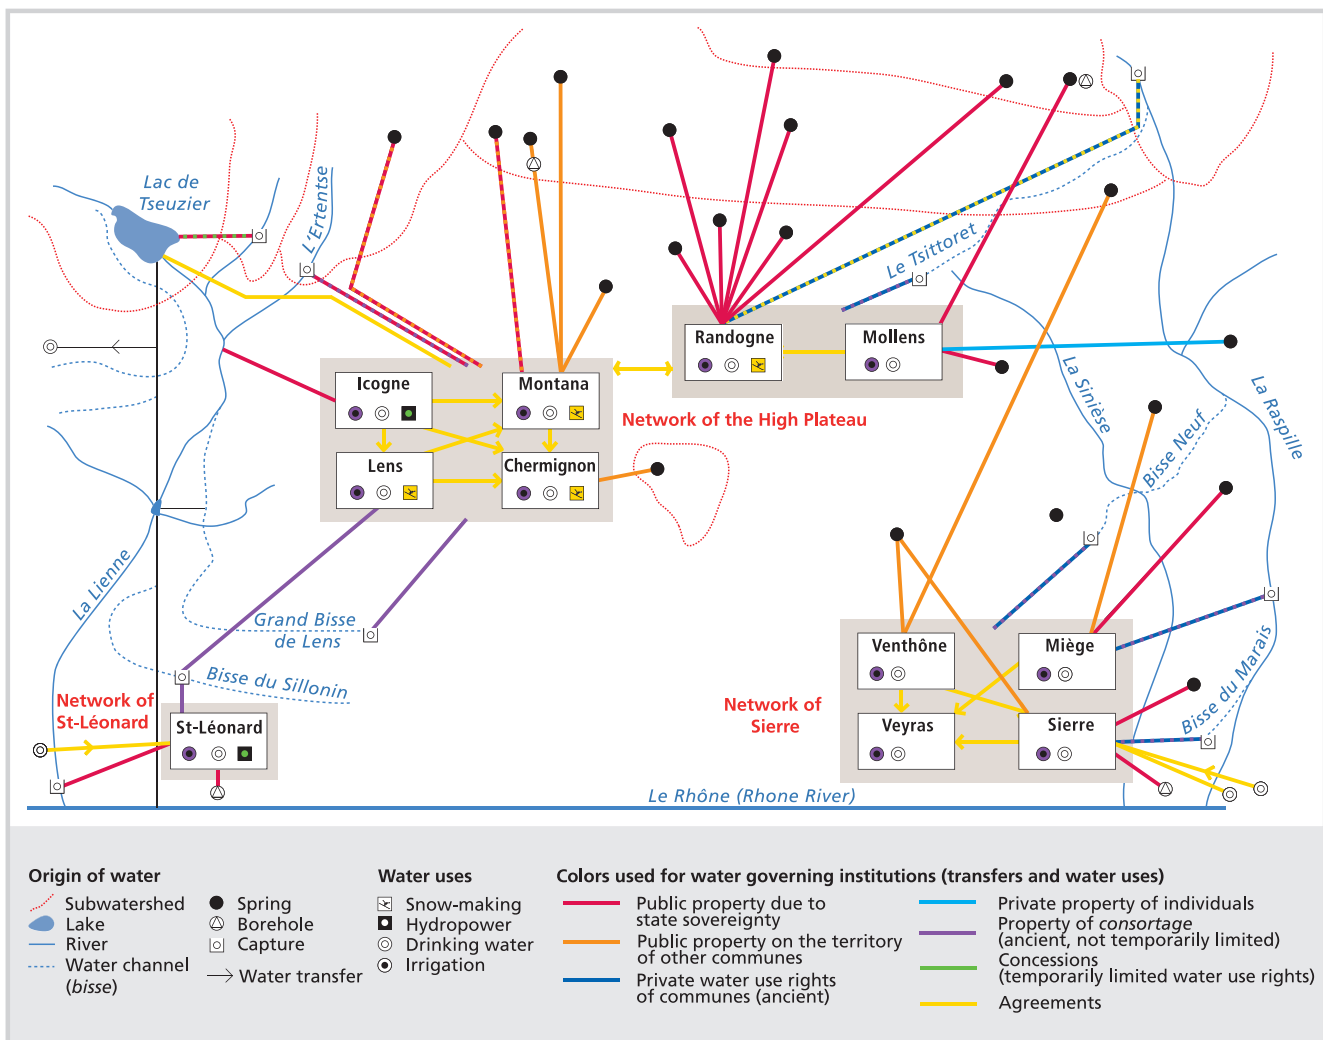 Lac de
Tseuzier
L'Ertentse
Le Tsittoret
Randogne
Mollens
Icogne
Montana
Network of the High Plateau
Lens
Chermignon
La Sinièse
Bisse Neuf
La Raspille
La Lienne
Grand Bisse
de Lens
Bisse du Sillonin
Network of
St-Léonard
St-Léonard
Venthône
Miège
Network of
Sierre
Veyras
Sierre
Bisse du Marais
Le Rhône (Rhone River)
Origin of water
Subwatershed
Lake
River
Water channel
(bisse)
Spring
Borehole
Capture
Water transfer
Water uses
Snow-making
Hydropower
Drinking water
Irrigation
Colors used for water governing institutions (transfers and water uses)
Public property due to
state sovereignty
Public property on the territory
of other communes
Private water use rights
of communes (ancient)
Private property of individuals
Property of consortage
(ancient, not temporarily limited)
Concessions
(temporarily limited water use rights)
Agreements